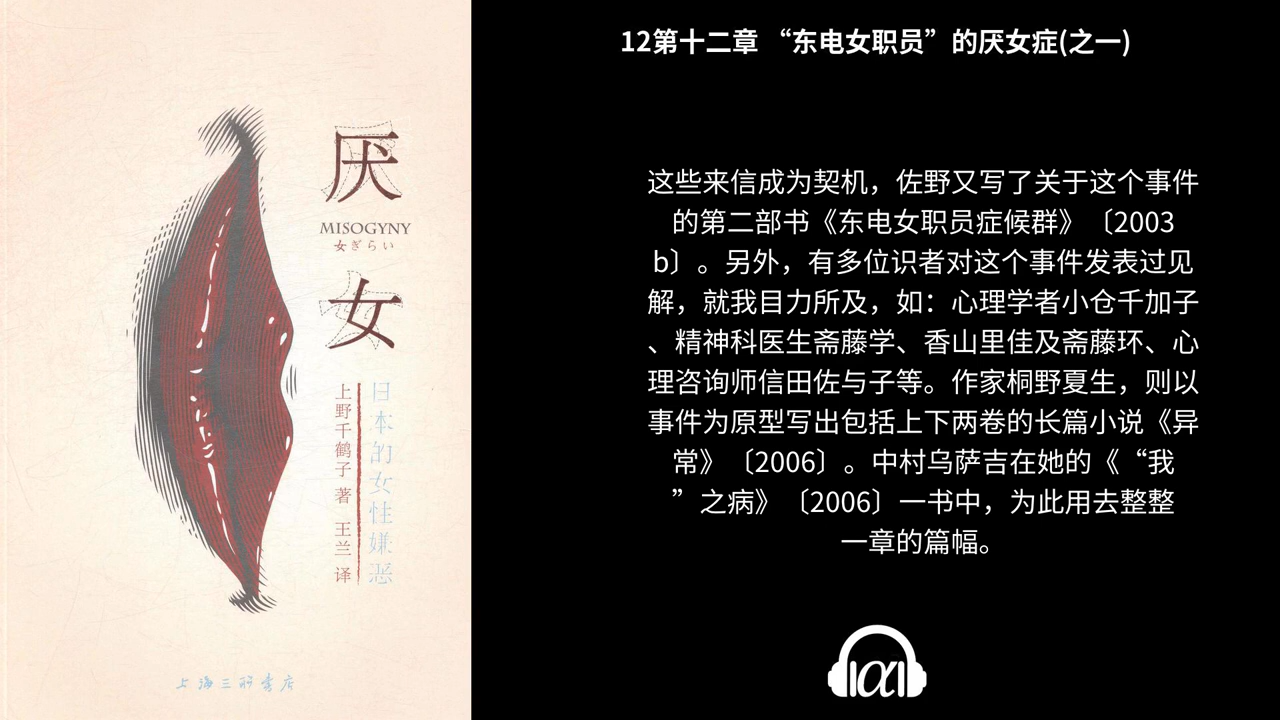 厌
MISOGYNY
女ぎらい
女
日本的女性嫌恶
上野千鹤子 著 王兰 译
上海三联书店
12第十二章 “东电女职员”的厌女症(之一)
这些来信成为契机，佐野又写了关于这个事件
的第二部书《东电女职员症候群》〔2003
b〕。另外，有多位识者对这个事件发表过见
解，就我目力所及，如：心理学者小仓千加子
、精神科医生斋藤学、香山里佳及斋藤环、心
理咨询师信田佐与子等。作家桐野夏生，则以
事件为原型写出包括上下两卷的长篇小说《异
常》〔2006〕。中村乌萨吉在她的《“我
”之病》〔2006〕一书中，为此用去整整
一章的篇幅。